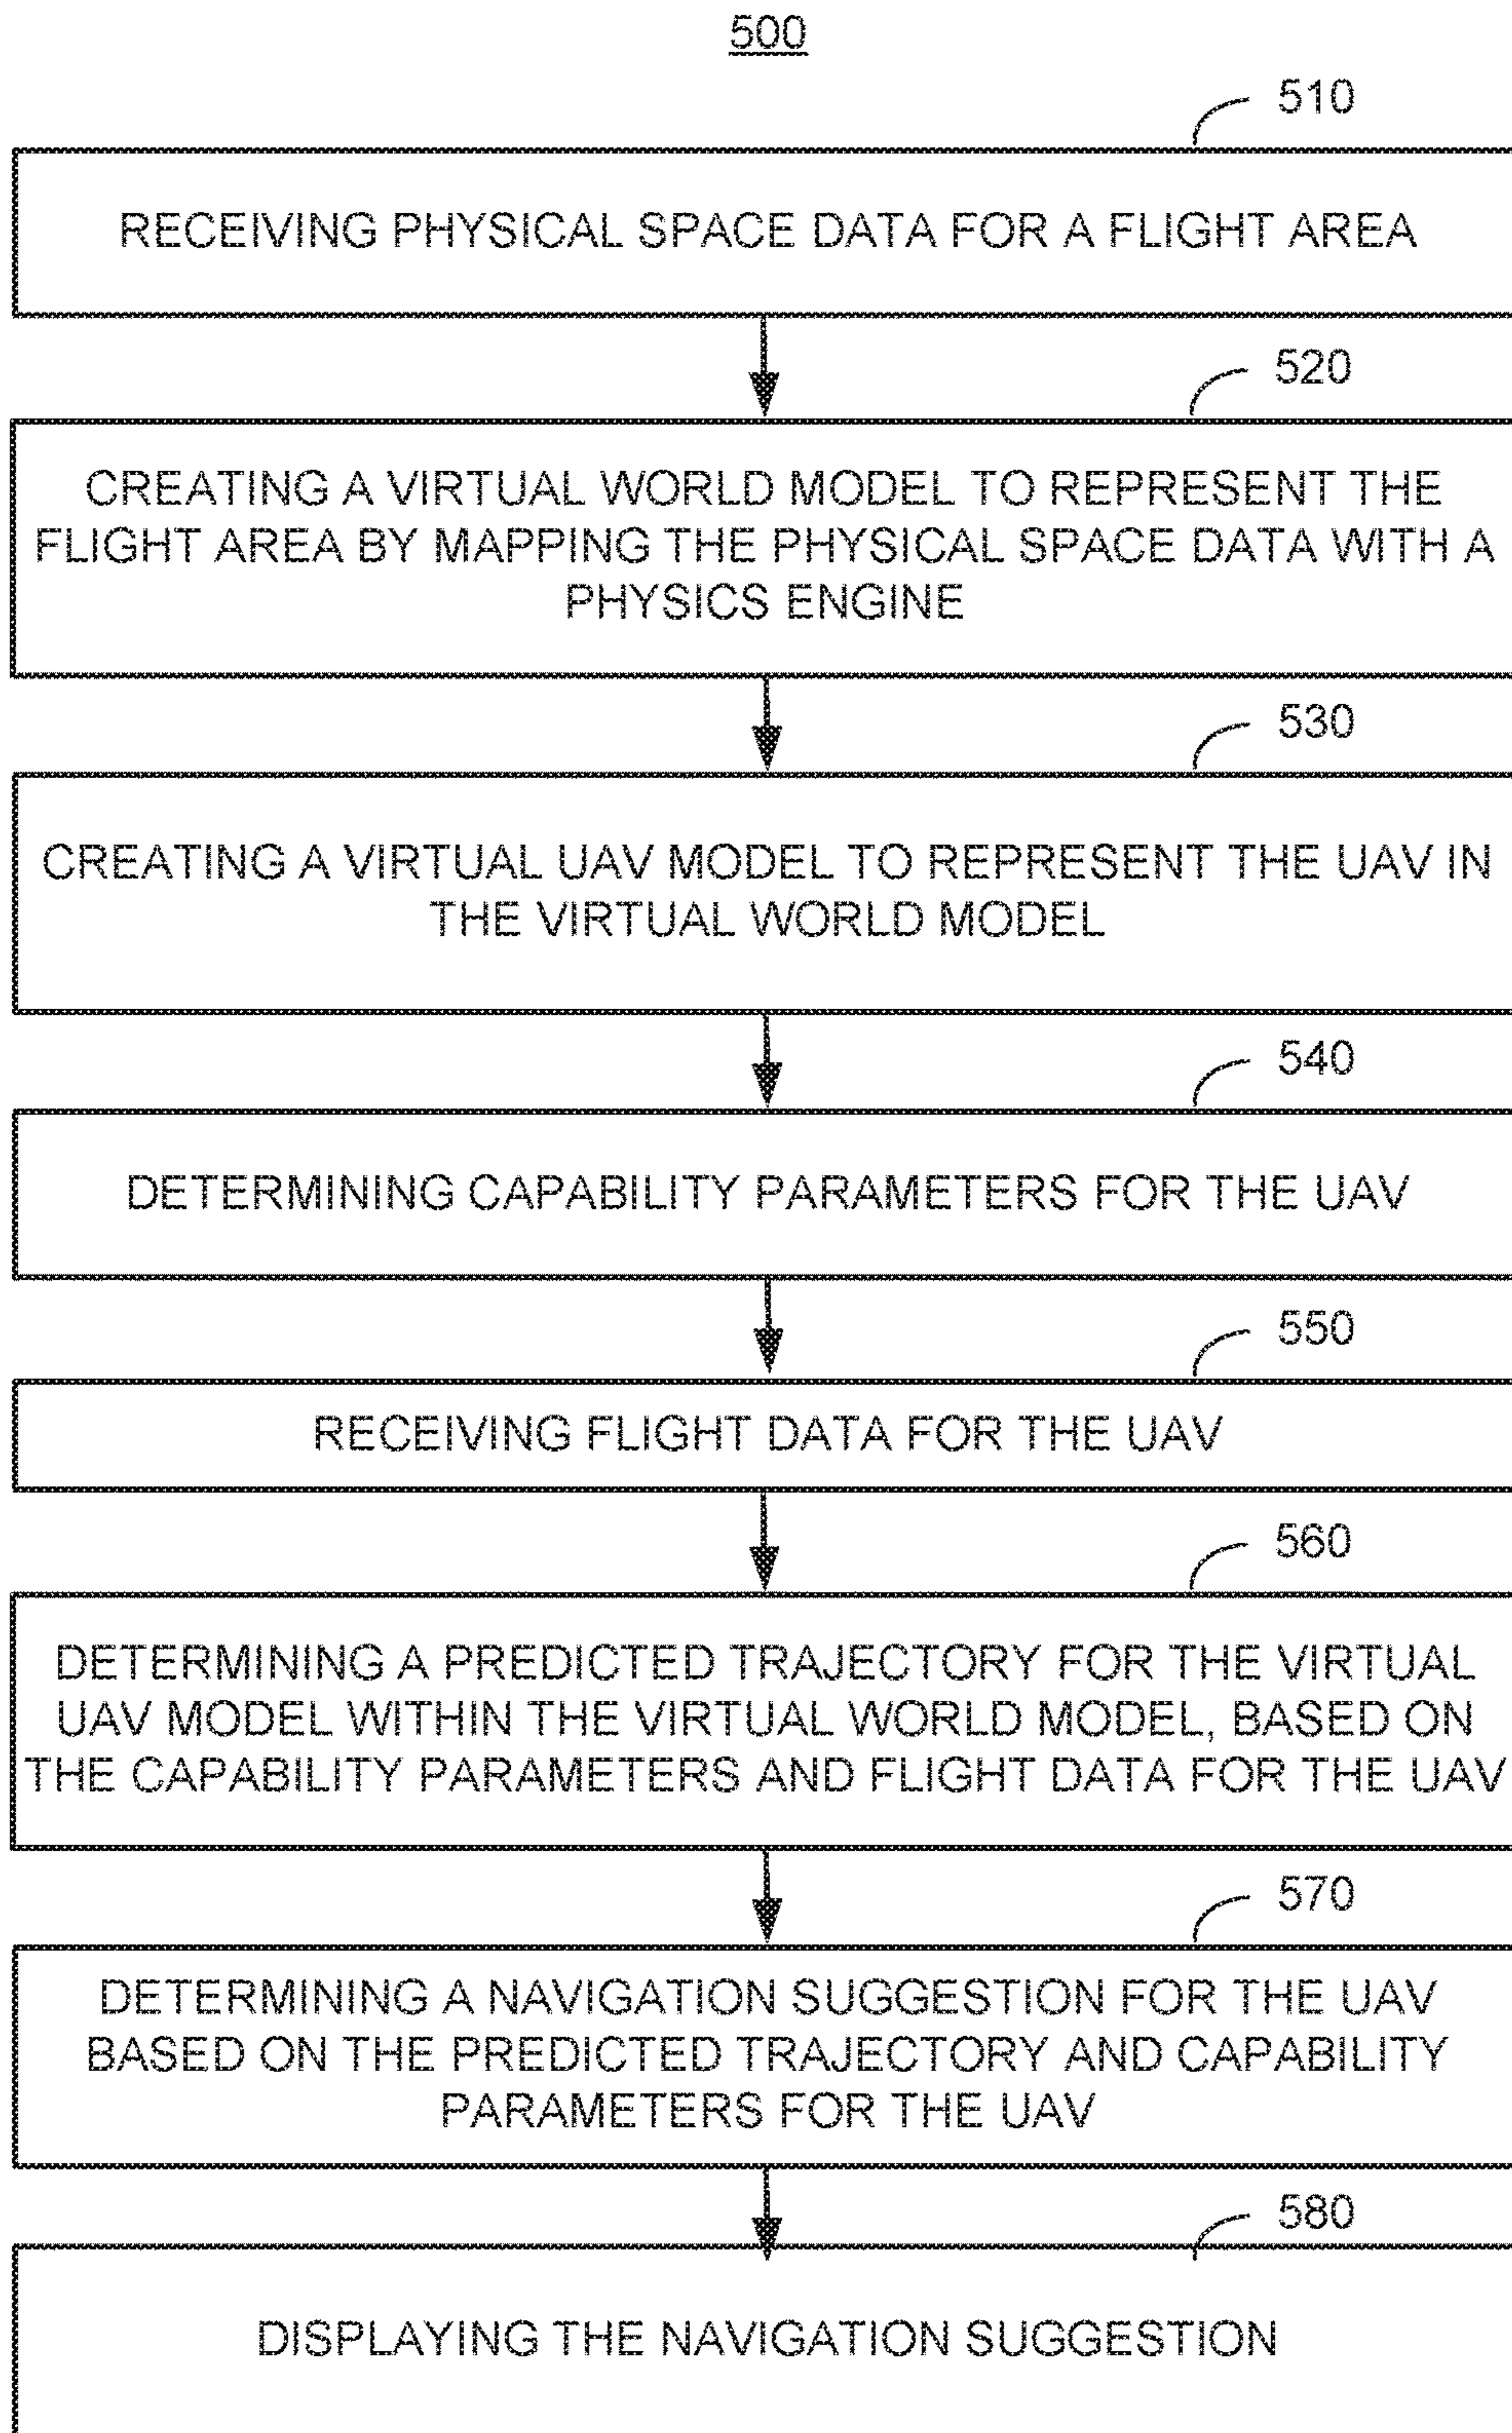 500
510
RECEIVING PHYSICAL SPACE DATA FOR A FLIGHT AREA
520
CREATING A VIRTUAL WORLD MODEL TO REPRESENT THE
FLIGHT AREA BY MAPPING THE PHYSICAL SPACE DATA WITH A
PHYSICS ENGINE
530
CREATING A VIRTUAL UAV MODEL TO REPRESENT THE UAV IN
THE VIRTUAL WORLD MODEL
540
DETERMINING CAPABILITY PARAMETERS FOR THE UAV
550
RECEIVING FLIGHT DATA FOR THE UAV
560
DETERMINING A PREDICTED TRAJECTORY FOR THE VIRTUAL
UAV MODEL WITHIN THE VIRTUAL WORLD MODEL, BASED ON
THE CAPABILITY PARAMETERS AND FLIGHT DATA FOR THE UAV
570
DETERMINING A NAVIGATION SUGGESTION FOR THE UAV
BASED ON THE PREDICTED TRAJECTORY AND CAPABILITY
PARAMETERS FOR THE UAV
580
DISPLAYING THE NAVIGATION SUGGESTION